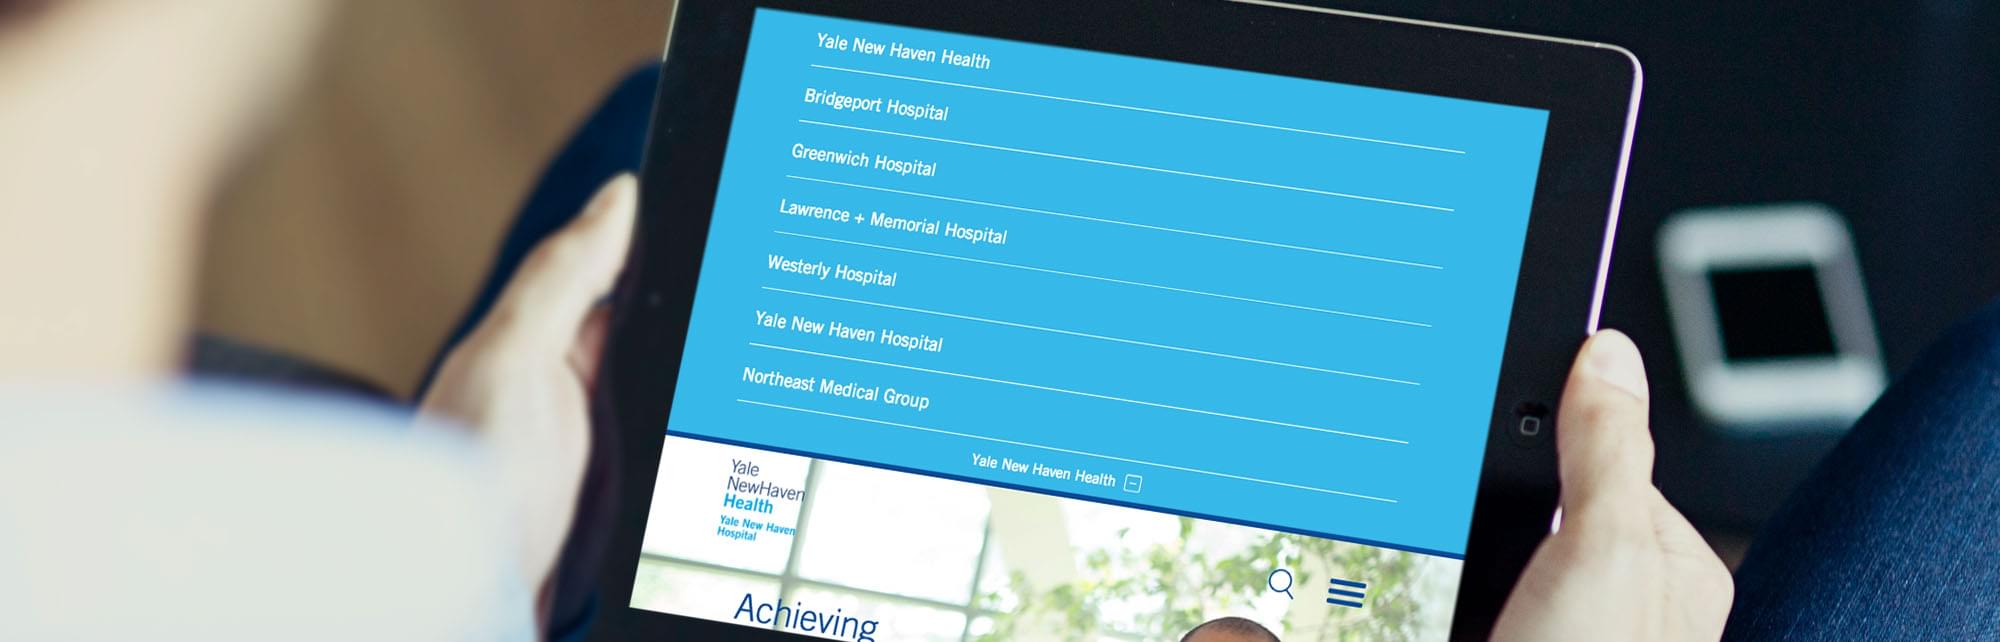 Yale New Haven Health
Bridgeport Hospital
Greenwich Hospital
Lawrence + Memorial Hospital
Westerly Hospital
Yale New Haven Hospital
Northeast Medical Group
Yale New Haven Health
Yale
NewHaven
Health
Yale New Haven
Hospital
Achieving